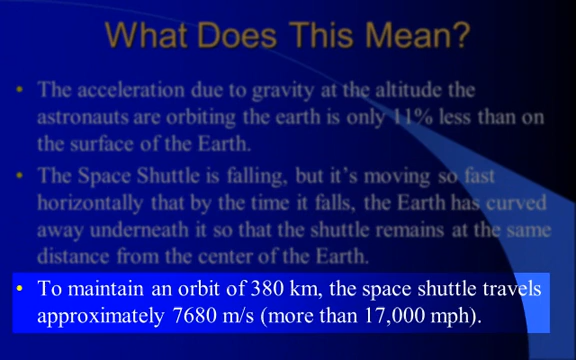 What Does This Mean?
• The acceleration due to gravity at the altitude the
astronauts are orbiting the earth is only 11% less than on
the surface of the Earth.
• The Space Shuttle is falling, but it's moving so fast
horizontally that by the time it falls, the Earth has curved
away underneath it so that the shuttle remains at the same
distance from the center of the Earth.
• To maintain an orbit of 380 km, the space shuttle travels
approximately 7680 m/s (more than 17,000 mph).